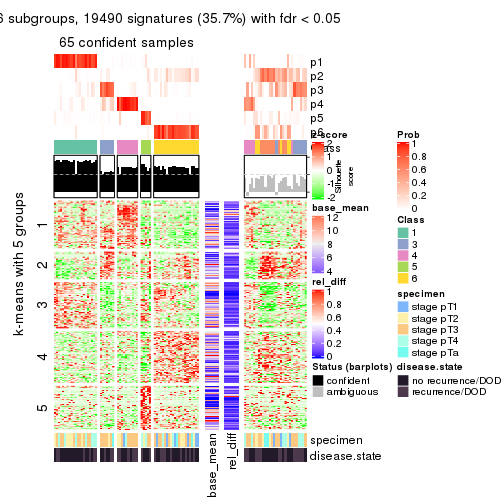 6 subgroups, 19490 signatures (35.7%) with fdr < 0.05
65 confident samples
p1
p2
p3
p4
p5
p6
Silhouette
score
k-means with 5 groups
1
2
3
4
5
z-score
2
1
0
-1
-2
base_mean
12
10
8
6
4
rel_diff
1
0.8
0.6
0.4
0.2
0
Status (barplots)
confident
ambiguous
Prob
1
0.8
0.6
0.4
0.2
0
Class
1
3
4
5
6
specimen
stage pT1
stage pT2
stage pT3
stage pT4
stage pTa
disease.state
no recurrence/DOD
recurrence/DOD
specimen
disease.state
base_mean
rel_diff